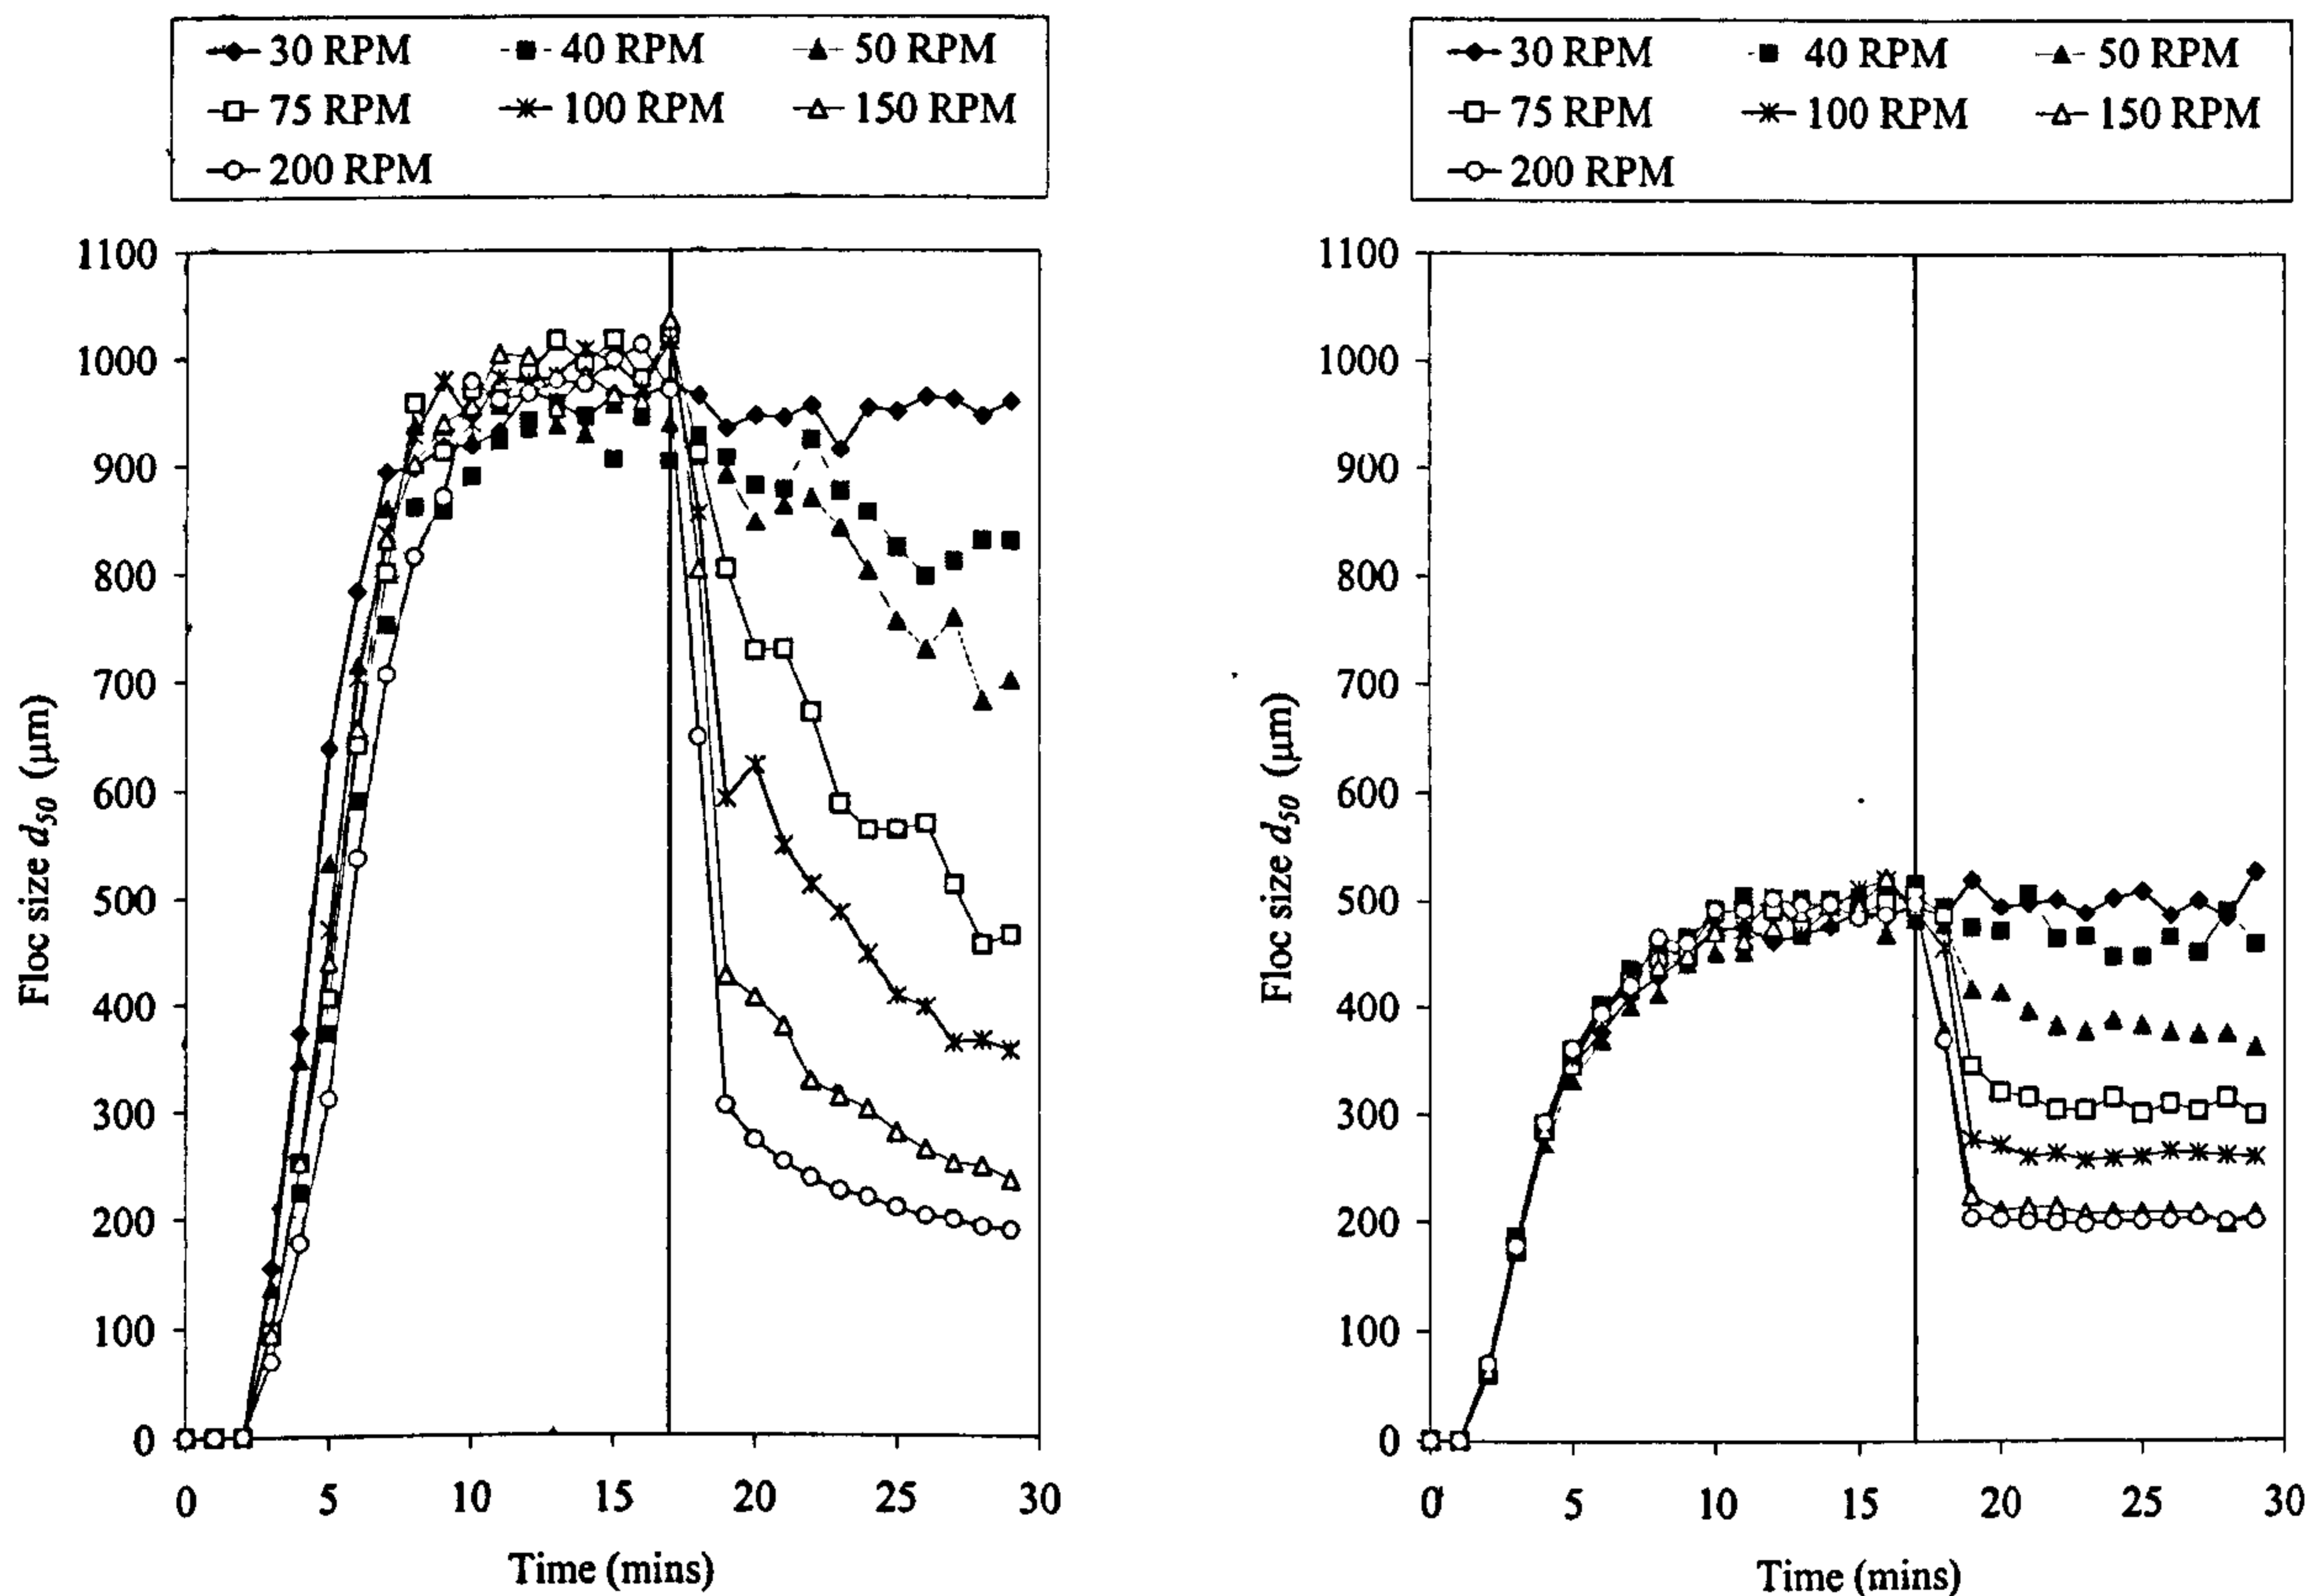 30 RPM 40 RPM 50 RPM
75 RPM 100 RPM 150 RPM
200 RPM
1100
1000
900
800
700
600
500
400
300
200
100
0
Floc size d50 (μm)
0 5 10 15 20 25 30
Time (mins)
30 RPM 40 RPM 50 RPM
75 RPM 100 RPM 150 RPM
200 RPM
1100
1000
900
800
700
600
500
400
300
200
100
0
Floc size d50 (μm)
0 5 10 15 20 25 30
Time (mins)